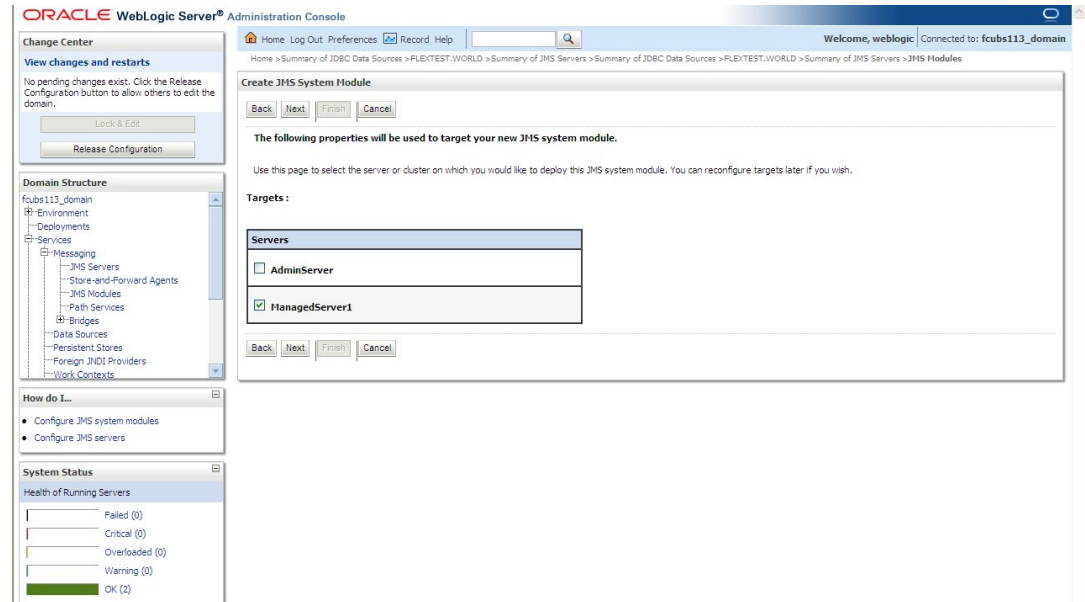 ORACLE WebLogic Server® Administration Console
Change Center
View changes and restarts
No pending changes exist. Click the Release
Configuration button to allow others to edit the
domain.
Lock & Edit
Release Configuration
Domain Structure
fcubs113_domain
Environment
Deployments
Services
Messaging
JMS Servers
Store-and-Forward Agents
JMS Modules
Path Services
Bridges
Data Sources
Persistent Stores
Foreign JNDI Providers
Work Contexts
How do I...
Configure JMS system modules
Configure JMS servers
System Status
Health of Running Servers
Failed (0)
Critical (0)
Overloaded (0)
Warning (0)
OK (2)
Home Log Out Preferences Record Help
Welcome, weblogic Connected to: fcubs113_domain
Home >Summary of JDBC Data Sources >FLEXTEST.WORLD >Summary of JMS Servers >Summary of JDBC Data Sources >FLEXTEST.WORLD >Summary of JMS Servers >JMS Modules
Create JMS System Module
Back Next Finish Cancel
The following properties will be used to target your new JMS system module.
Use this page to select the server or cluster on which you would like to deploy this JMS system module. You can reconfigure targets later if you wish.
Targets :
Servers
AdminServer
ManagedServer1
Back Next Finish Cancel